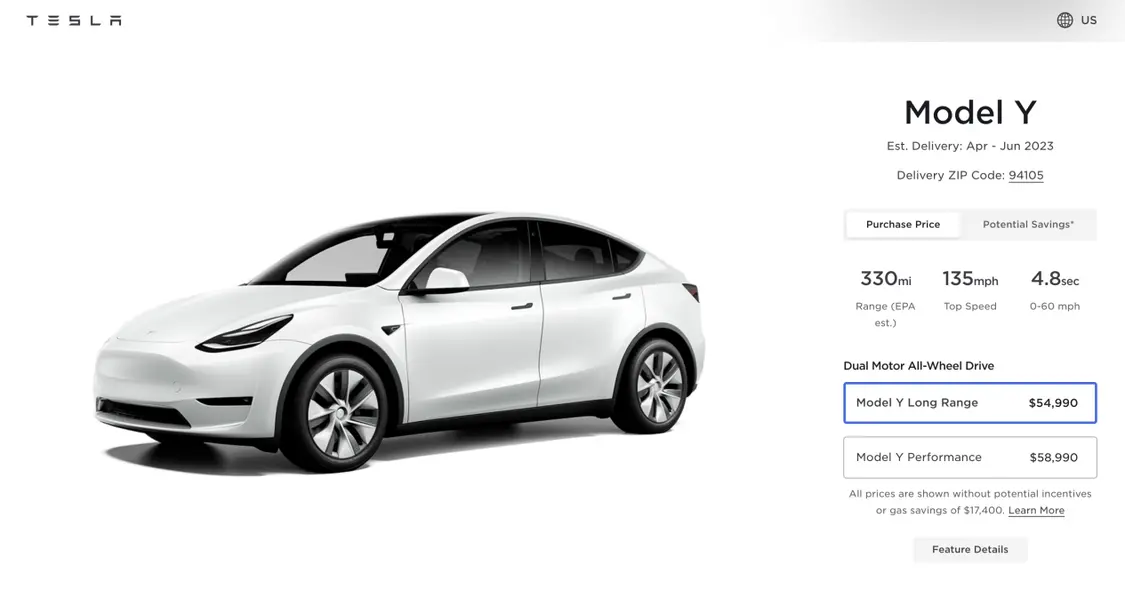 TESLA
US
Model Y
Est. Delivery: Apr - Jun 2023
Delivery ZIP Code: 94105
Purchase Price Potential Savings*
330mi 135mph 4.8sec
Range (EPA Top Speed 0-60 mph
est.)
Dual Motor All-Wheel Drive
Model Y Long Range $54,990
Model Y Performance $58,990
All prices are shown without potential incentives
or gas savings of $17,400. Learn More
Feature Details